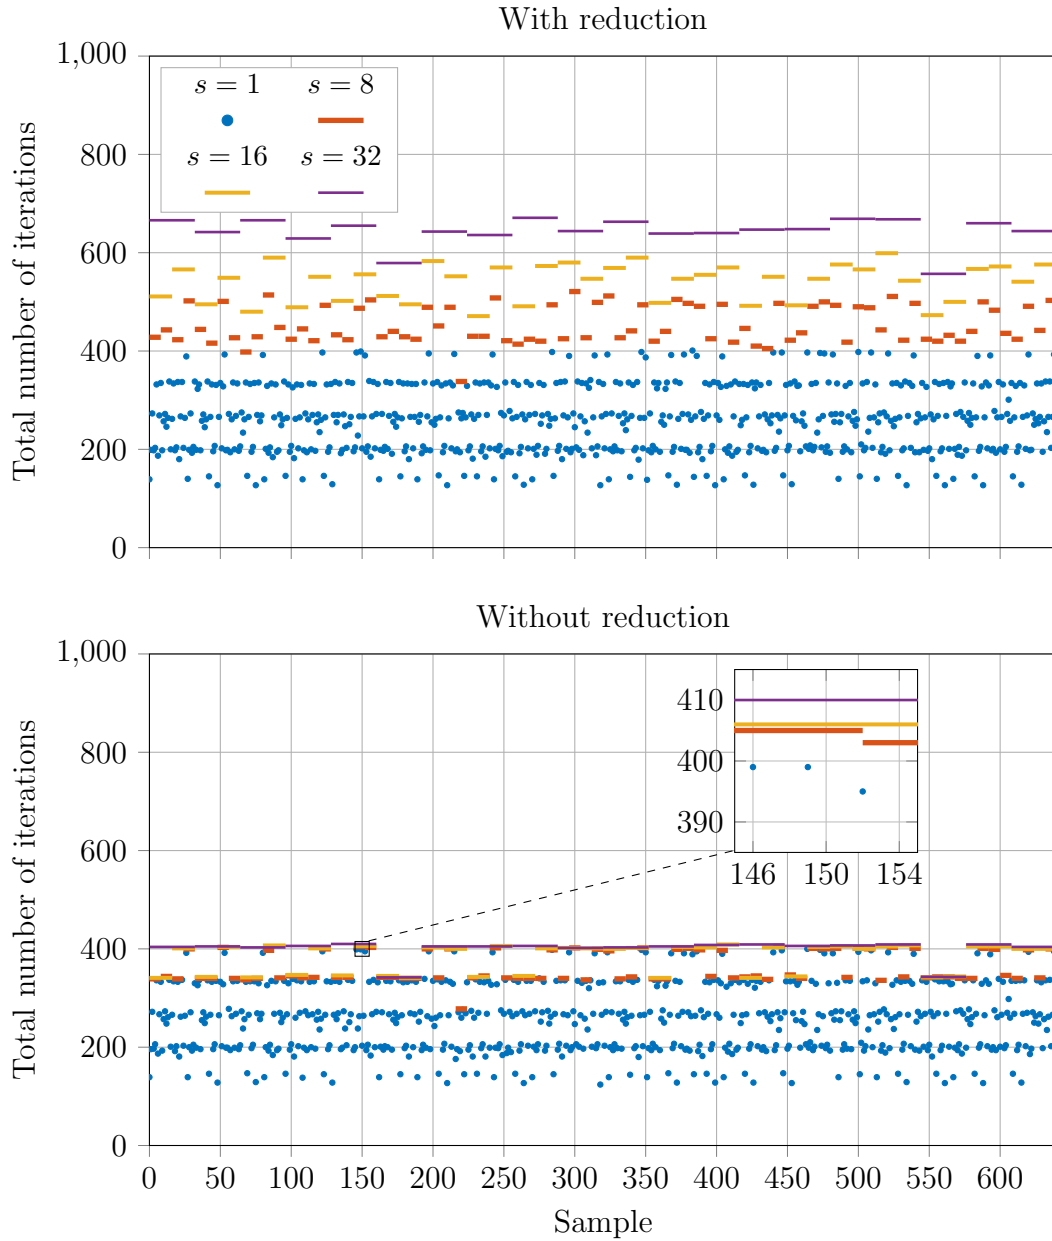 With reduction
1,000
800
600
400
200
0
Total number of iterations
s = 1 s = 8
s = 16 s = 32
Without reduction
1,000
800
600
400
200
0
Total number of iterations
410
400
390
146 150 154
0 50 100 150 200 250 300 350 400 450 500 550 600
Sample